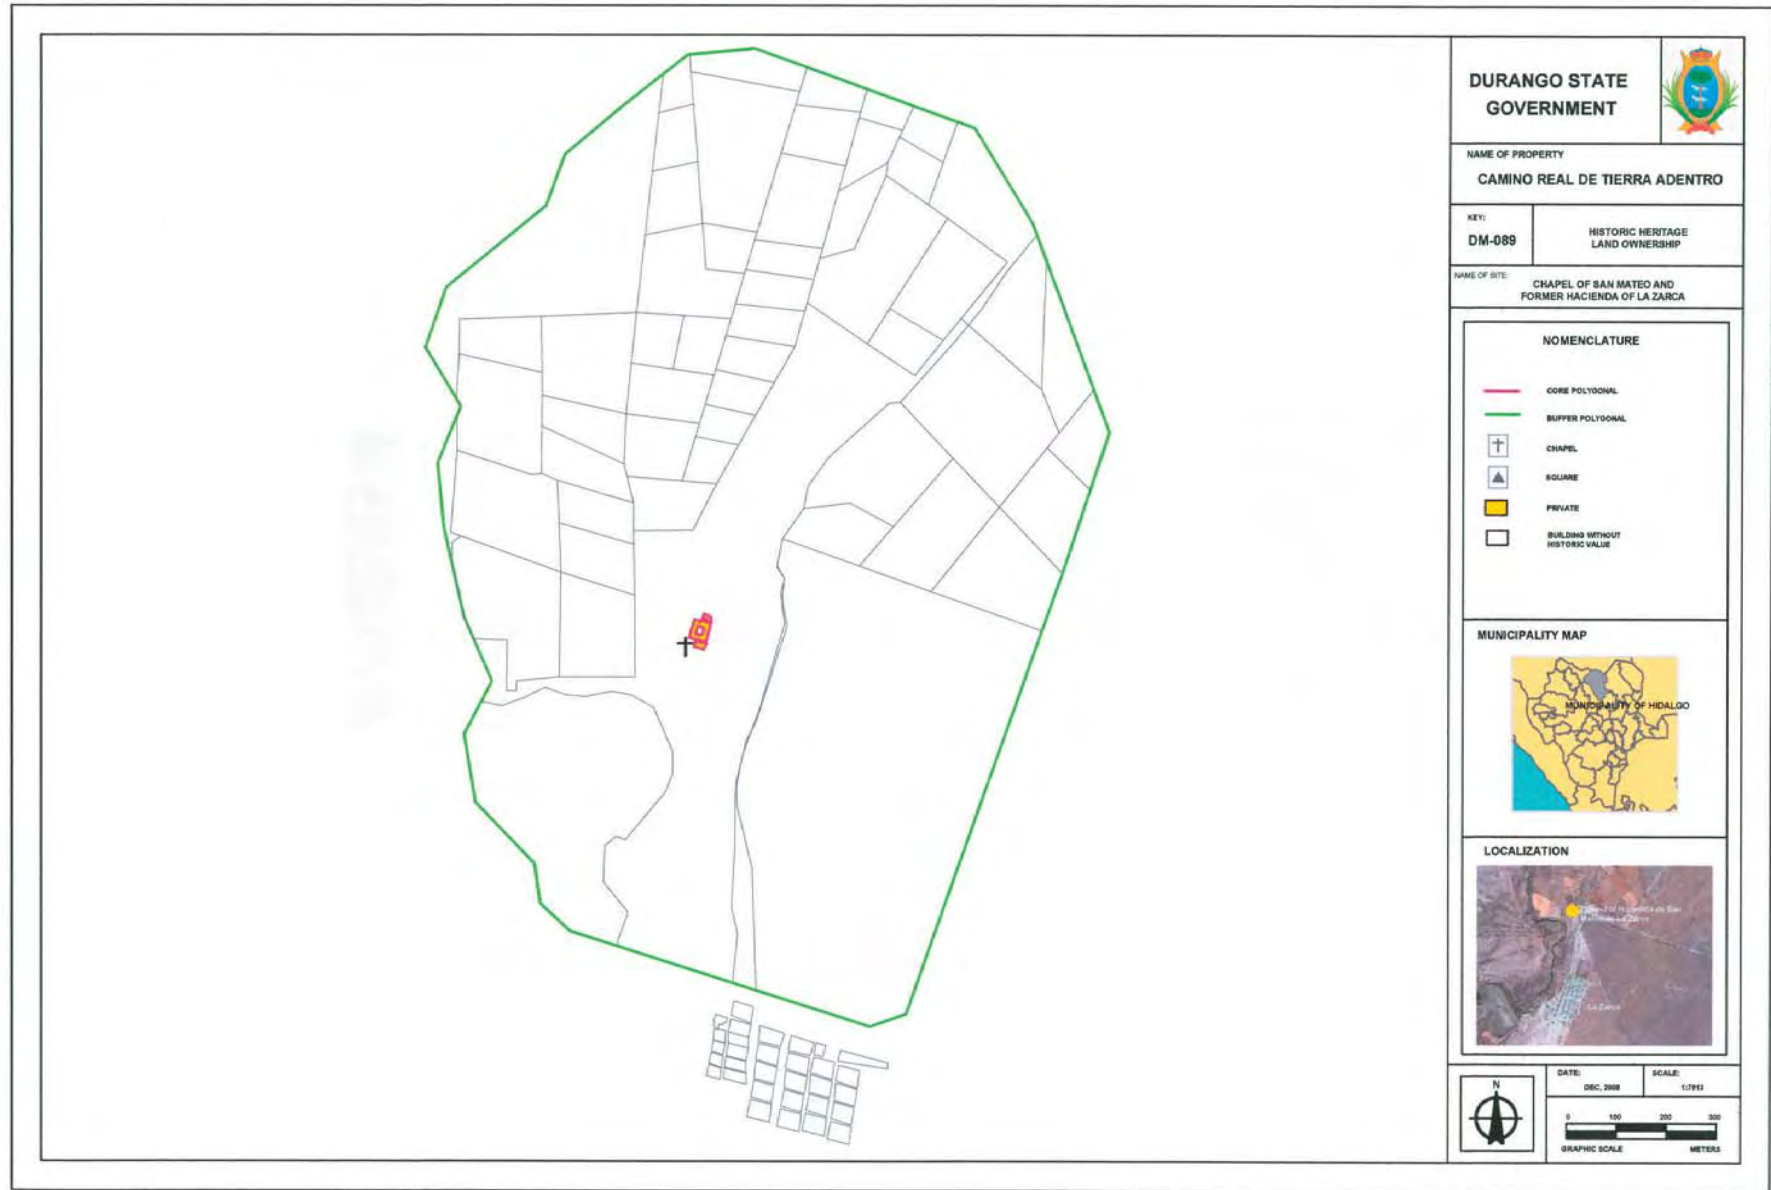 DURANGO STATE
GOVERNMENT
NAME OF PROPERTY
CAMINO REAL DE TIERRA ADENTRO
KEY:
DM-089
HISTORIC HERITAGE
LAND OWNERSHIP
NAME OF SITE:
CHAPEL OF SAN MATEO AND
FORMER HACIENDA OF LA ZARCA
NOMENCLATURE
CORE POLYGONAL
BUFFER POLYGONAL
CHAPEL
SQUARE
PRIVATE
BUILDING WITHOUT
HISTORIC VALUE
MUNICIPALITY MAP
MUNICIPALITY OF HIDALGO
LOCALIZATION
La Zarca
N
DATE:
DEC, 2008
SCALE:
1:7913
0 100 200 300
GRAPHIC SCALE METERS